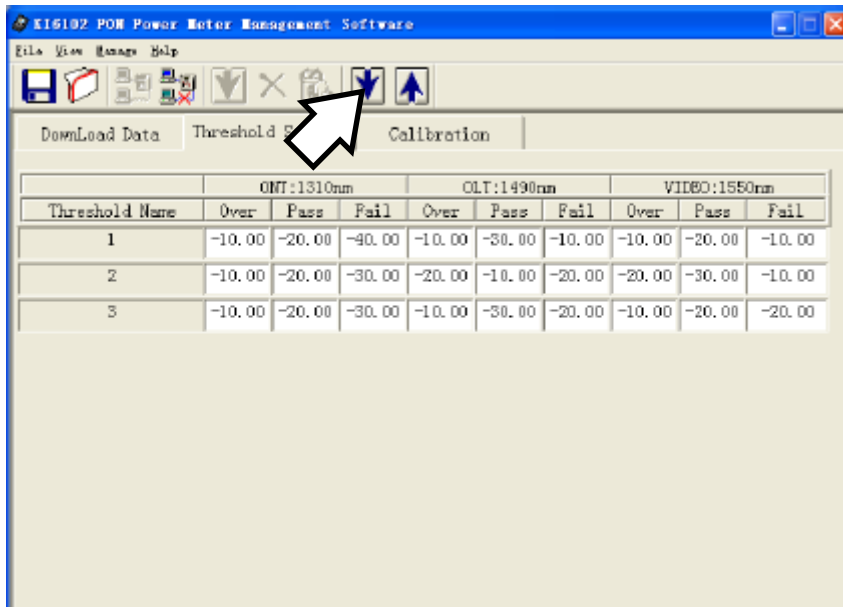 KI6102 PON Power Meter Management Software
File View Manage Help
DownLoad Data Threshold S Calibration
ONT:1310nm OLT:1490nm VIDEO:1550nm
Threshold Name Over Pass Fail Over Pass Fail Over Pass Fail
1 -10.00 -20.00 -40.00 -10.00 -30.00 -10.00 -10.00 -20.00 -10.00
2 -10.00 -20.00 -30.00 -20.00 -10.00 -20.00 -20.00 -30.00 -10.00
3 -10.00 -20.00 -30.00 -10.00 -30.00 -20.00 -10.00 -20.00 -20.00